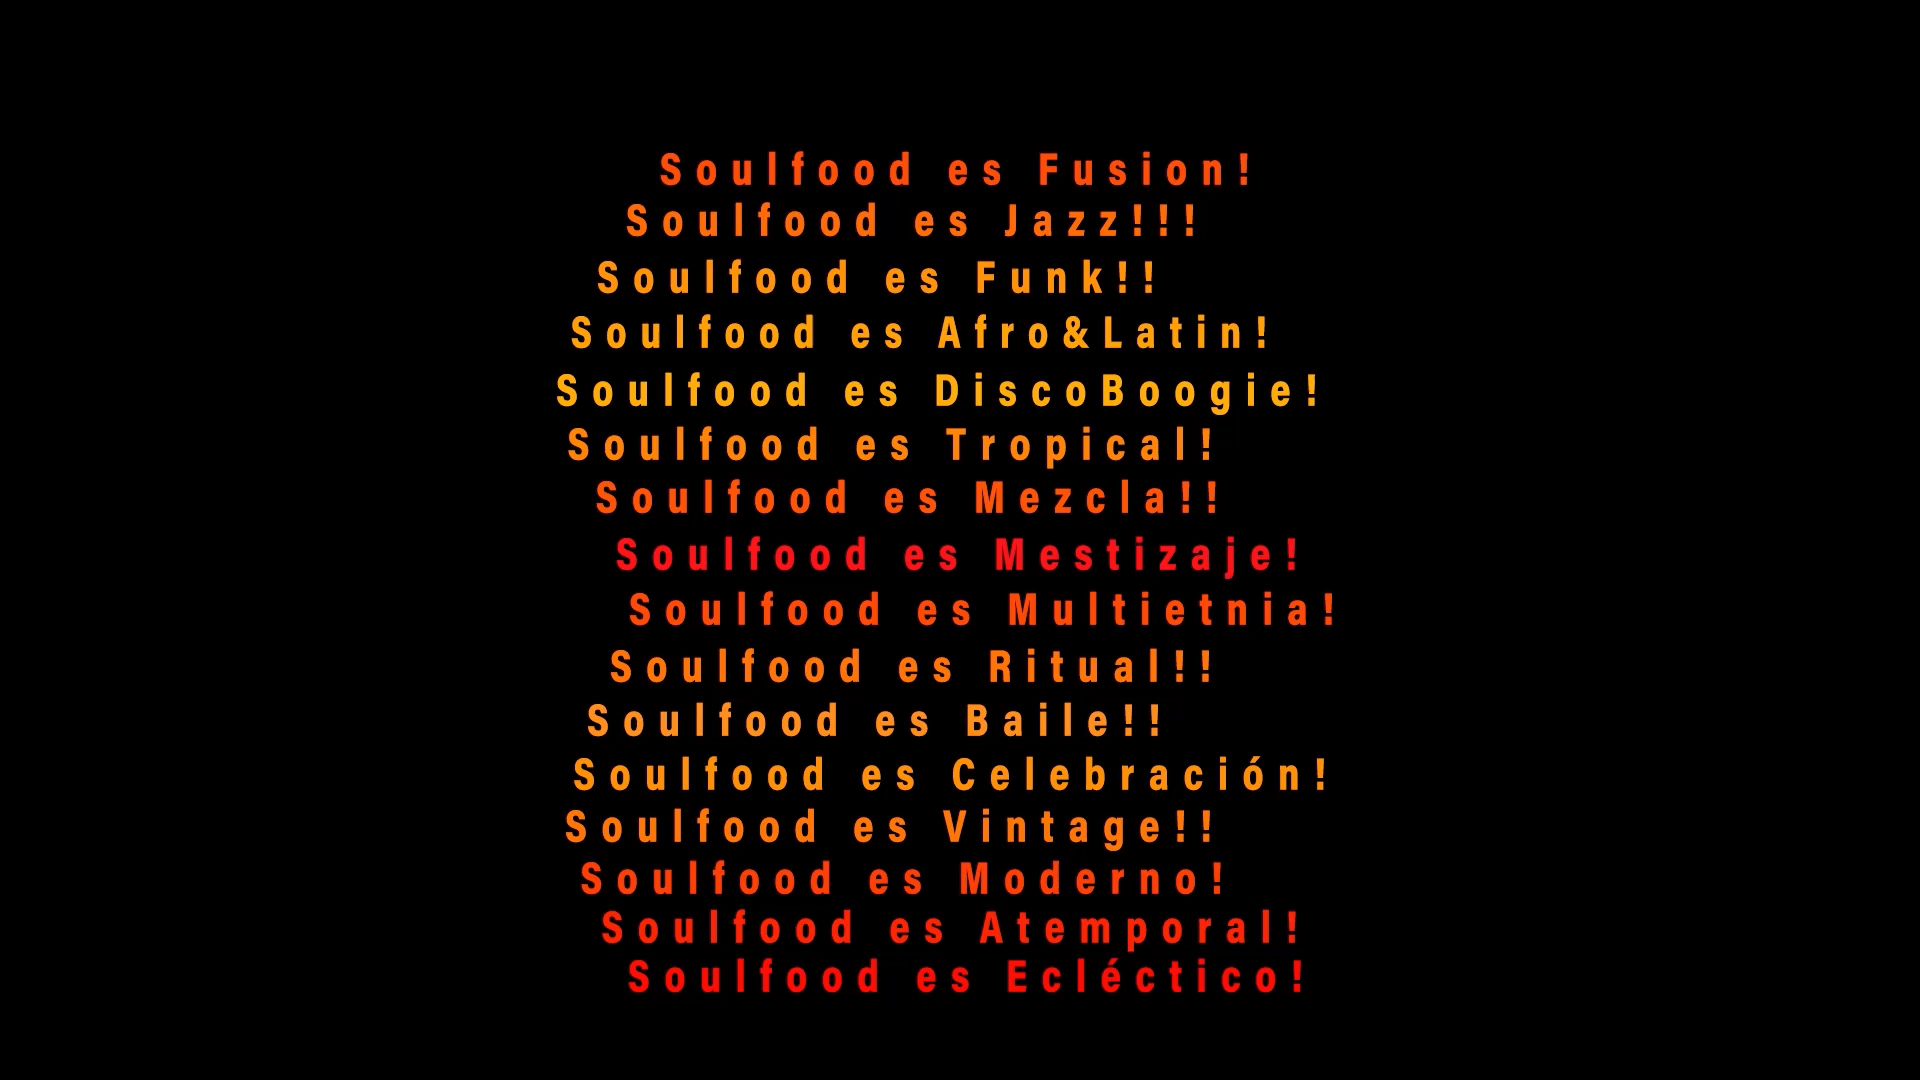 Soulfood es Fusion!
Soulfood es Jazz!!!
Soulfood es Funk!!
Soulfood es Afro&Latin!
Soulfood es DiscoBoogie!
Soulfood es Tropical!
Soulfood es Mezcla!!
Soulfood es Mestizaje!
Soulfood es Multietnia!
Soulfood es Ritual!!
Soulfood es Baile!!
Soulfood es Celebración!
Soulfood es Vintage!!
Soulfood es Moderno!
Soulfood es Atemporal!
Soulfood es Ecléctico!